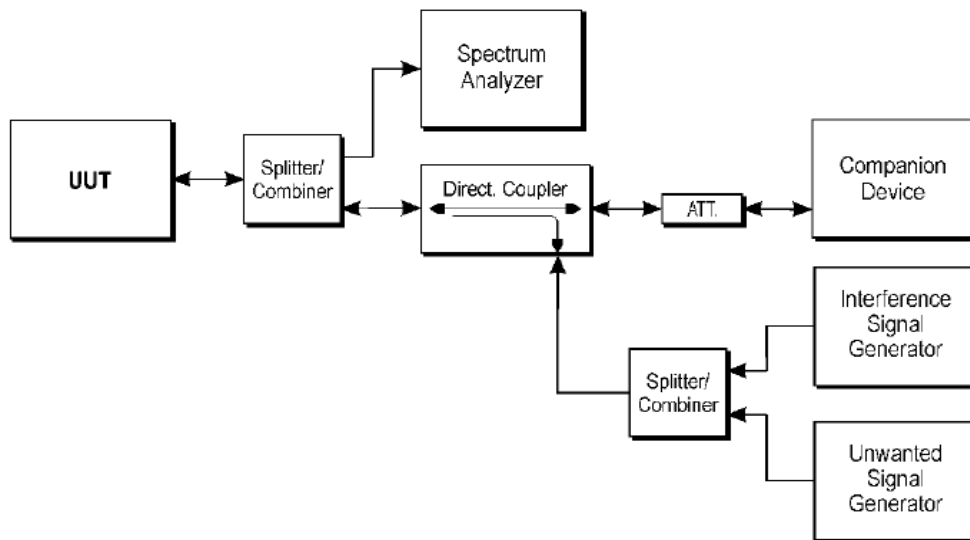 Spectrum
Analyzer
UUT
Splitter/
Combiner
Direct. Coupler
ATT.
Companion
Device
Interference
Signal
Generator
Splitter/
Combiner
Unwanted
Signal
Generator